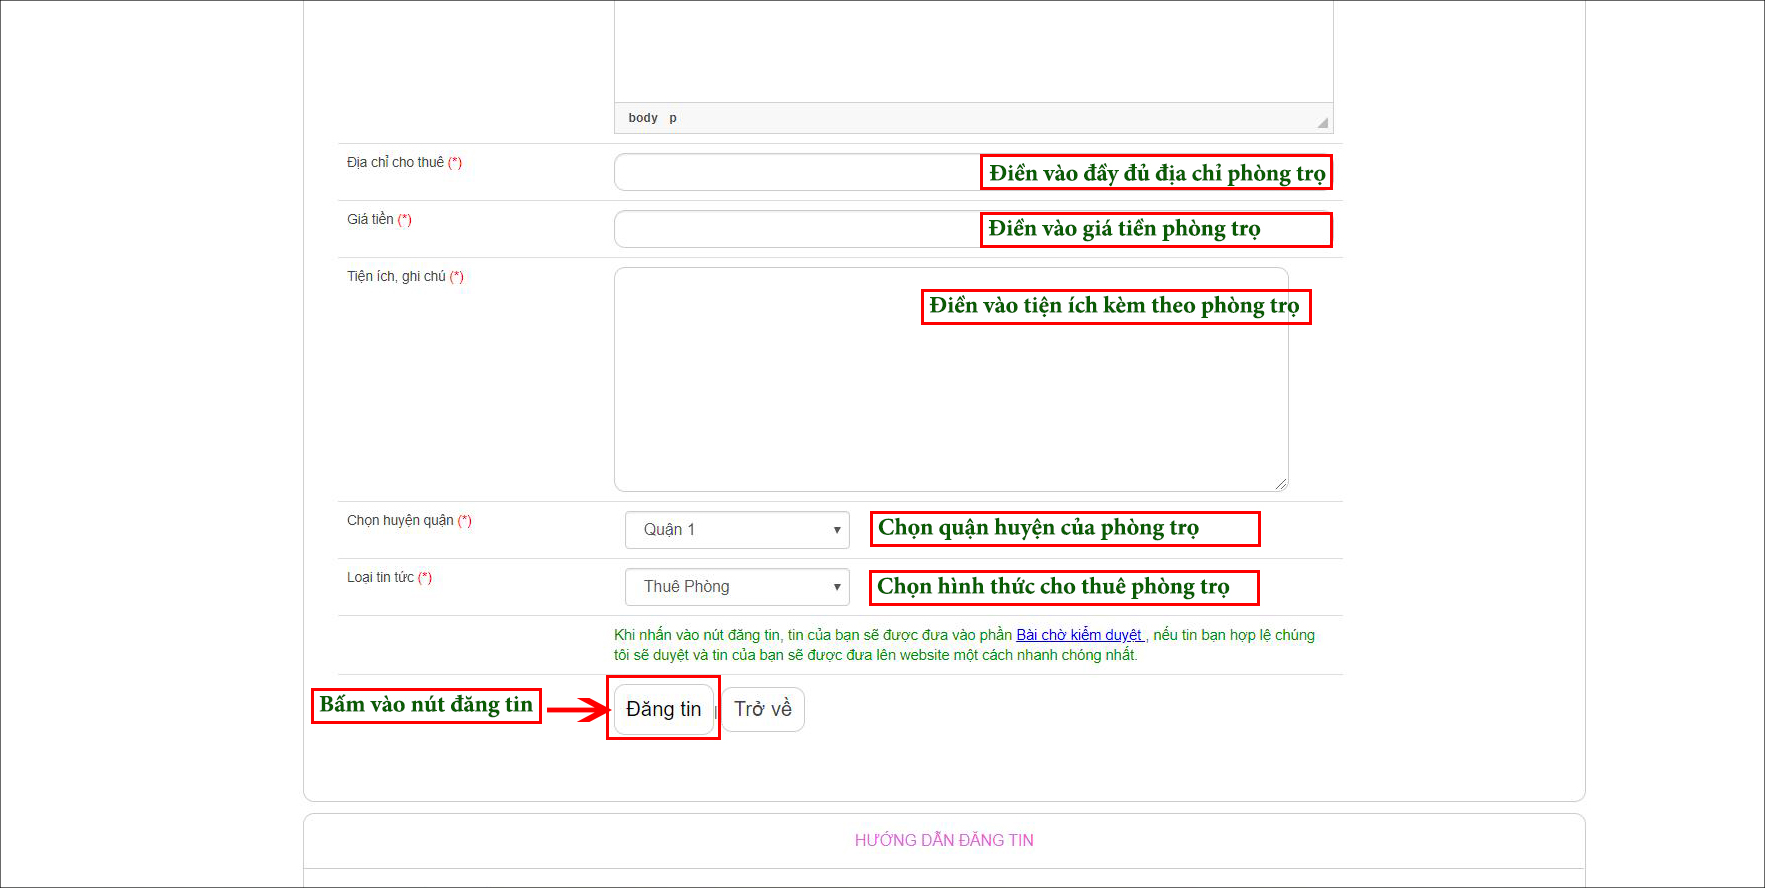 body p
Địa chỉ cho thuê (*)
Điền vào đầy đủ địa chỉ phòng trọ
Giá tiền (*)
Điền vào giá tiền phòng trọ
Tiện ích, ghi chú (*)
Điền vào tiện ích kèm theo phòng trọ
Chọn huyện quận (*)
Quận 1
Chọn quận huyện của phòng trọ
Loại tin tức (*)
Thuê Phòng
Chọn hình thức cho thuê phòng trọ
Khi nhấn vào nút đăng tin, tin của bạn sẽ được đưa vào phần Bài chờ kiểm duyệt , nếu tin bạn hợp lệ chúng
tôi sẽ duyệt và tin của bạn sẽ được đưa lên website một cách nhanh chóng nhất.
Bấm vào nút đăng tin
Đăng tin | Trở về
HƯỚNG DẪN ĐĂNG TIN